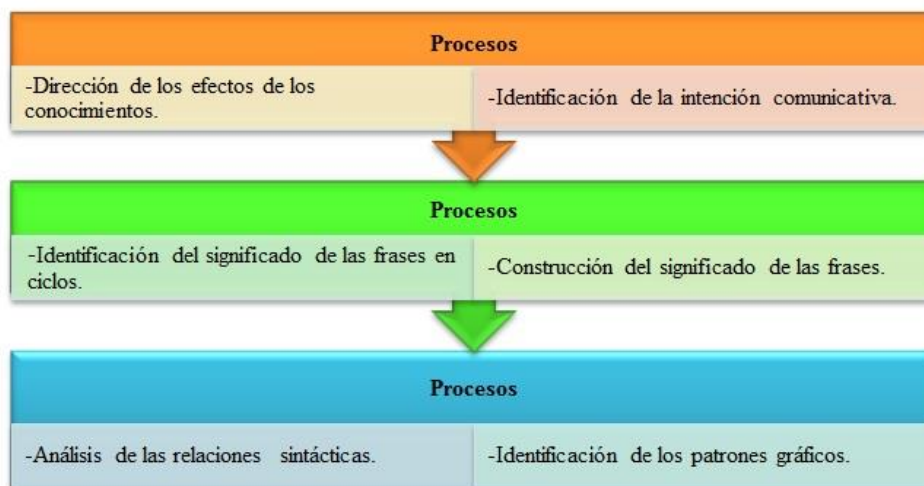 Procesos
-Dirección de los efectos de los
conocimientos.
-Identificación de la intención comunicativa.
Procesos
-Identificación del significado de las frases en
ciclos.
-Construcción del significado de las frases.
Procesos
-Análisis de las relaciones sintácticas.
-Identificación de los patrones gráficos.